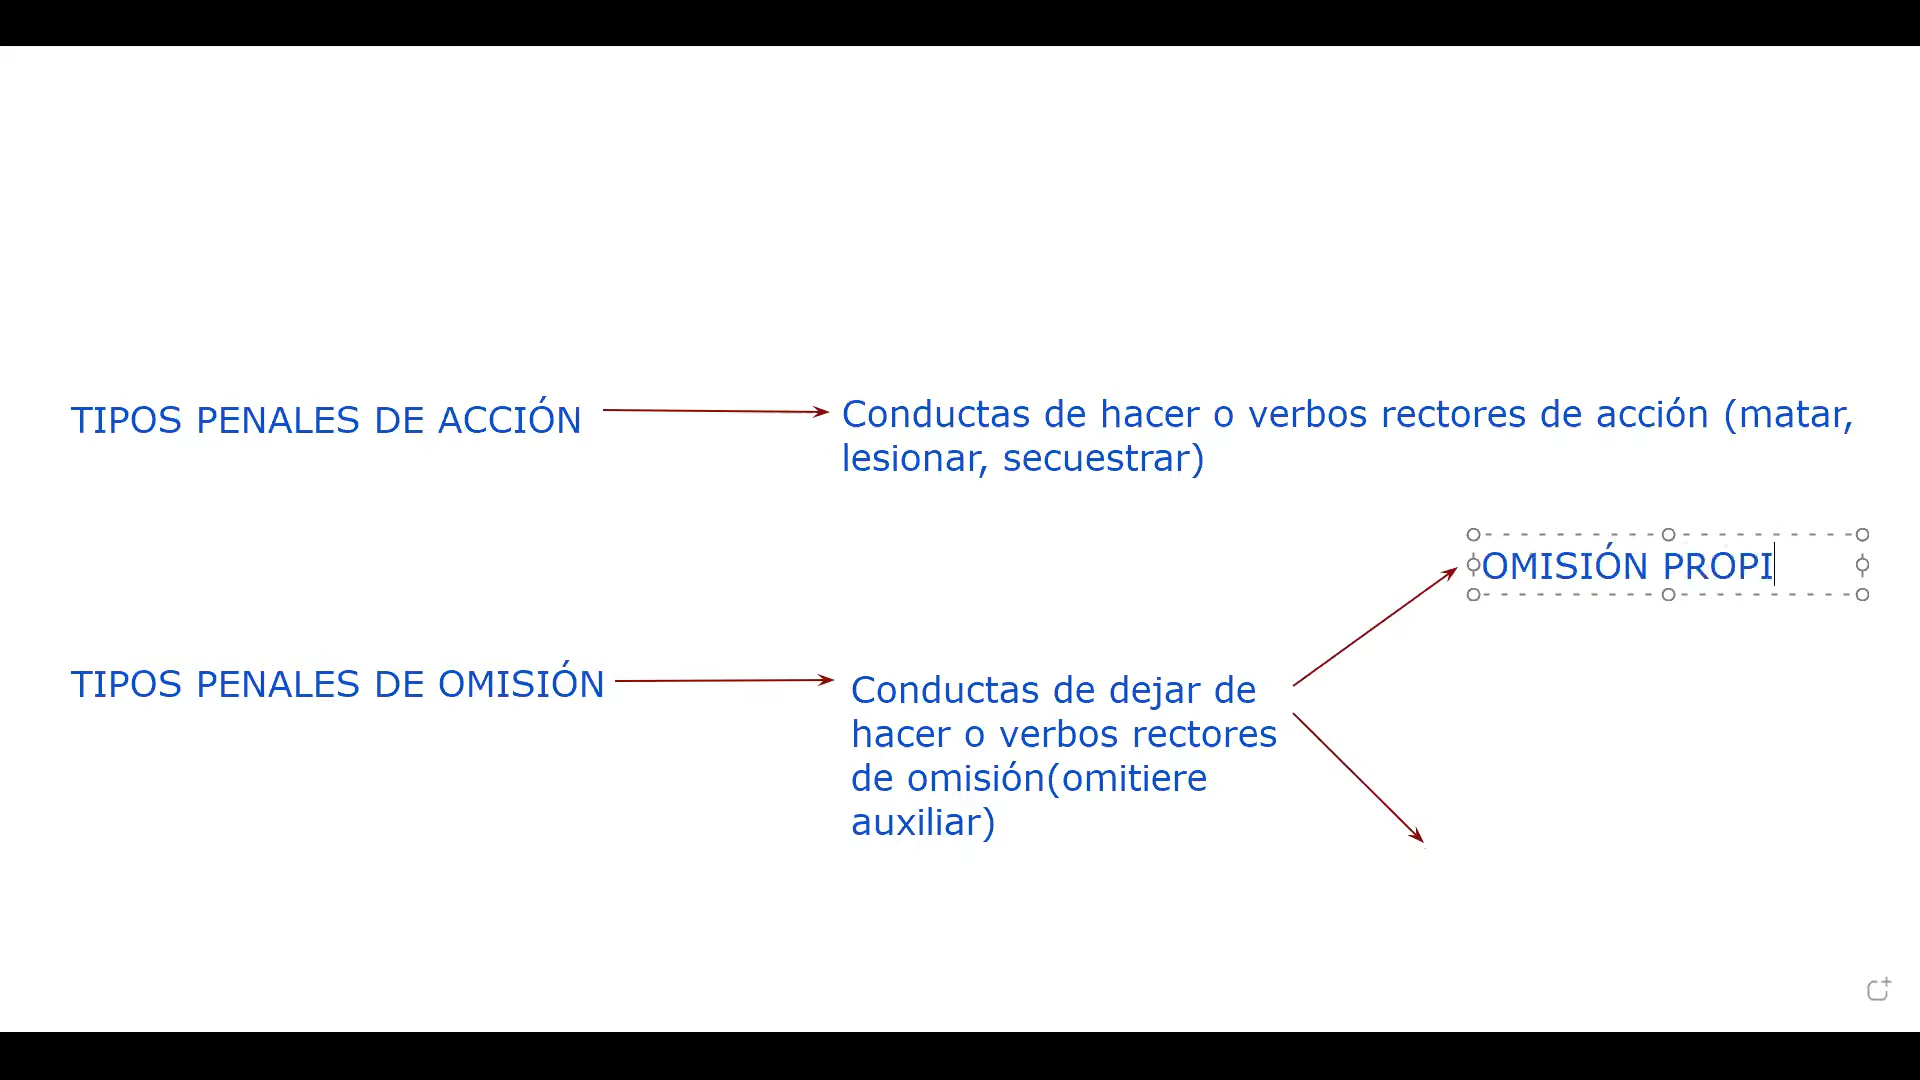 TIPOS PENALES DE ACCIÓN
Conductas de hacer o verbos rectores de acción (matar,
lesionar, secuestrar)
OMISIÓN PROPI
TIPOS PENALES DE OMISIÓN
Conductas de dejar de
hacer o verbos rectores
de omisión(omitiere
auxiliar)